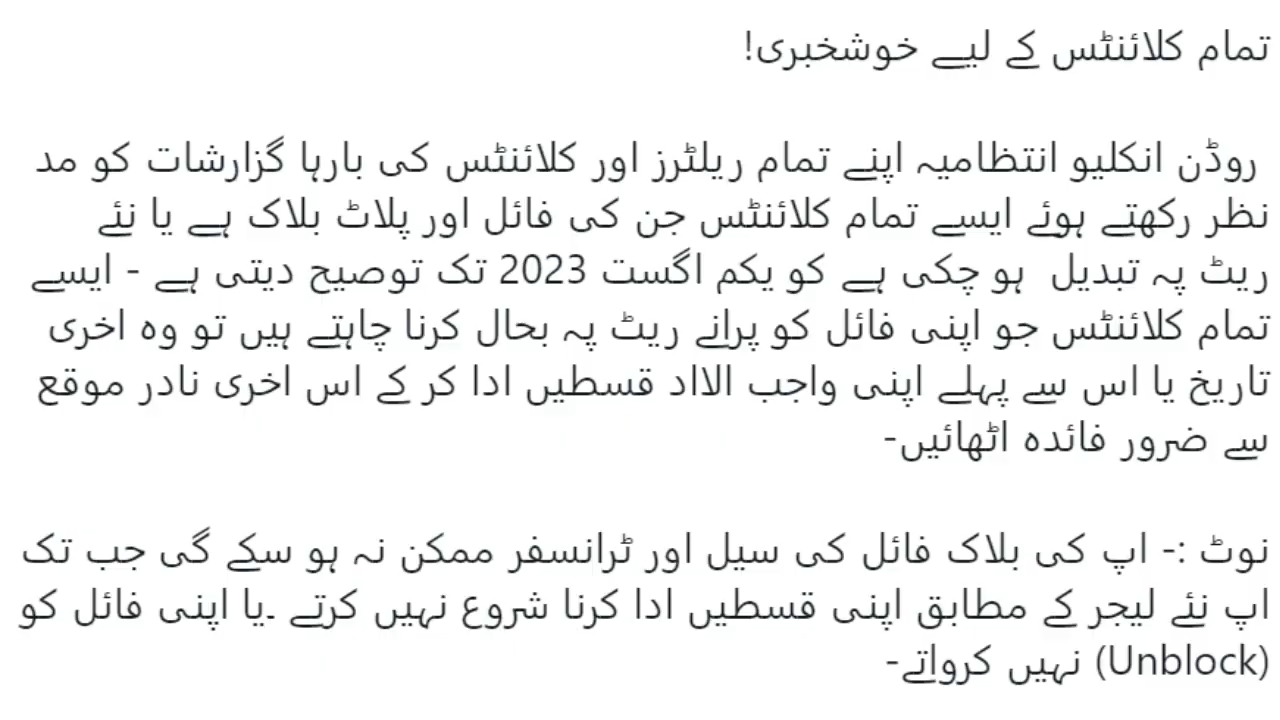 تمام کلائنٹس کے لیے خوشخبری!
روڈن انکلیو انتظامیہ اپنے تمام ریلٹرز اور کلائنٹس کی بارہا گزارشات کو مد
نظر رکھتے ہوئے ایسے تمام کلائنٹس جن کی فائل اور پلاٹ بلاک ہے یا نئے
ریٹ پہ تبدیل ہو چکی ہے کو یکم اگست 2023 تک توصیح دیتی ہے - ایسے
تمام کلائنٹس جو اپنی فائل کو پرانے ریٹ پہ بحال کرنا چاہتے ہیں تو وہ اخری
تاریخ یا اس سے پہلے اپنی واجب الااد قسطیں ادا کر کے اس اخری نادر موقع
سے ضرور فائدہ اٹھائیں-
نوٹ :- اپ کی بلاک فائل کی سیل اور ٹرانسفر ممکن نہ ہو سکے گی جب تک
اپ نئے لیجر کے مطابق اپنی قسطیں ادا کرنا شروع نہیں کرتے ۔یا اپنی فائل کو
(Unblock) نہیں کرواتے-